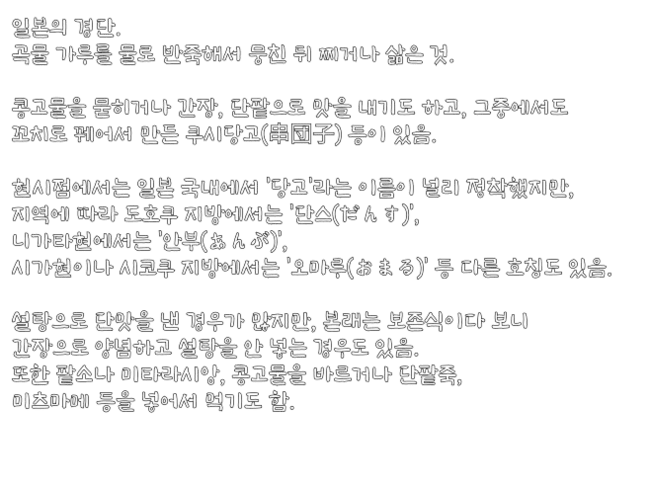 일본의 경단.
곡물 가루를 물로 반죽해서 뭉친 뒤 찌거나 삶은 것.
콩고물을 묻히거나 간장, 단팥으로 맛을 내기도 하고, 그중에서도
꼬치로 꿰어서 만든 쿠시당고(串団子) 등이 있음.
현시점에서는 일본 국내에서 '당고'라는 이름이 널리 정착했지만,
지역에 따라 도호쿠 지방에서는 '단스(だんす)',
니가타현에서는 '안부(あんぶ)',
시가현이나 시코쿠 지방에서는 '오마루(おまる)' 등 다른 호칭도 있음.
설탕으로 단맛을 낸 경우가 많지만, 본래는 보존식이다 보니
간장으로 양념하고 설탕을 안 넣는 경우도 있음.
또한 팥소나 미타라시앙, 콩고물을 바르거나 단팥죽,
미츠마메 등을 넣어서 먹기도 함.